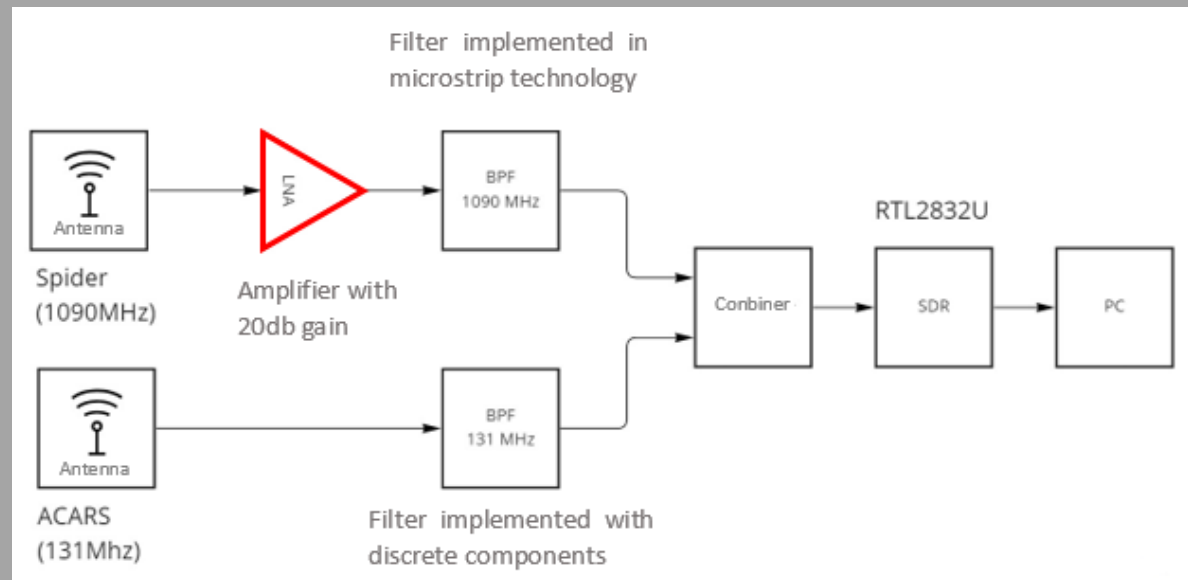 Filter implemented in
microstrip technology
Antenna
Spider
(1090MHz)
LNA
Amplifier with
20db gain
BPF
1090 MHz
Antenna
ACARS
(131Mhz)
BPF
131 MHz
Filter implemented with
discrete components
Conbiner
RTL2832U
SDR
PC